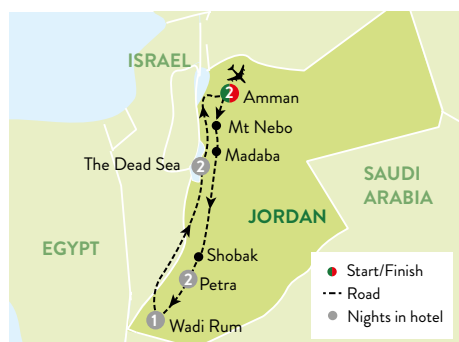 ISRAEL
2
Amman
Mt Nebo
Madaba
The Dead Sea
2
SAUDI
ARABIA
JORDAN
EGYPT
Shobak
2
Petra
1
Wadi Rum
Start/Finish
Road
Nights in hotel